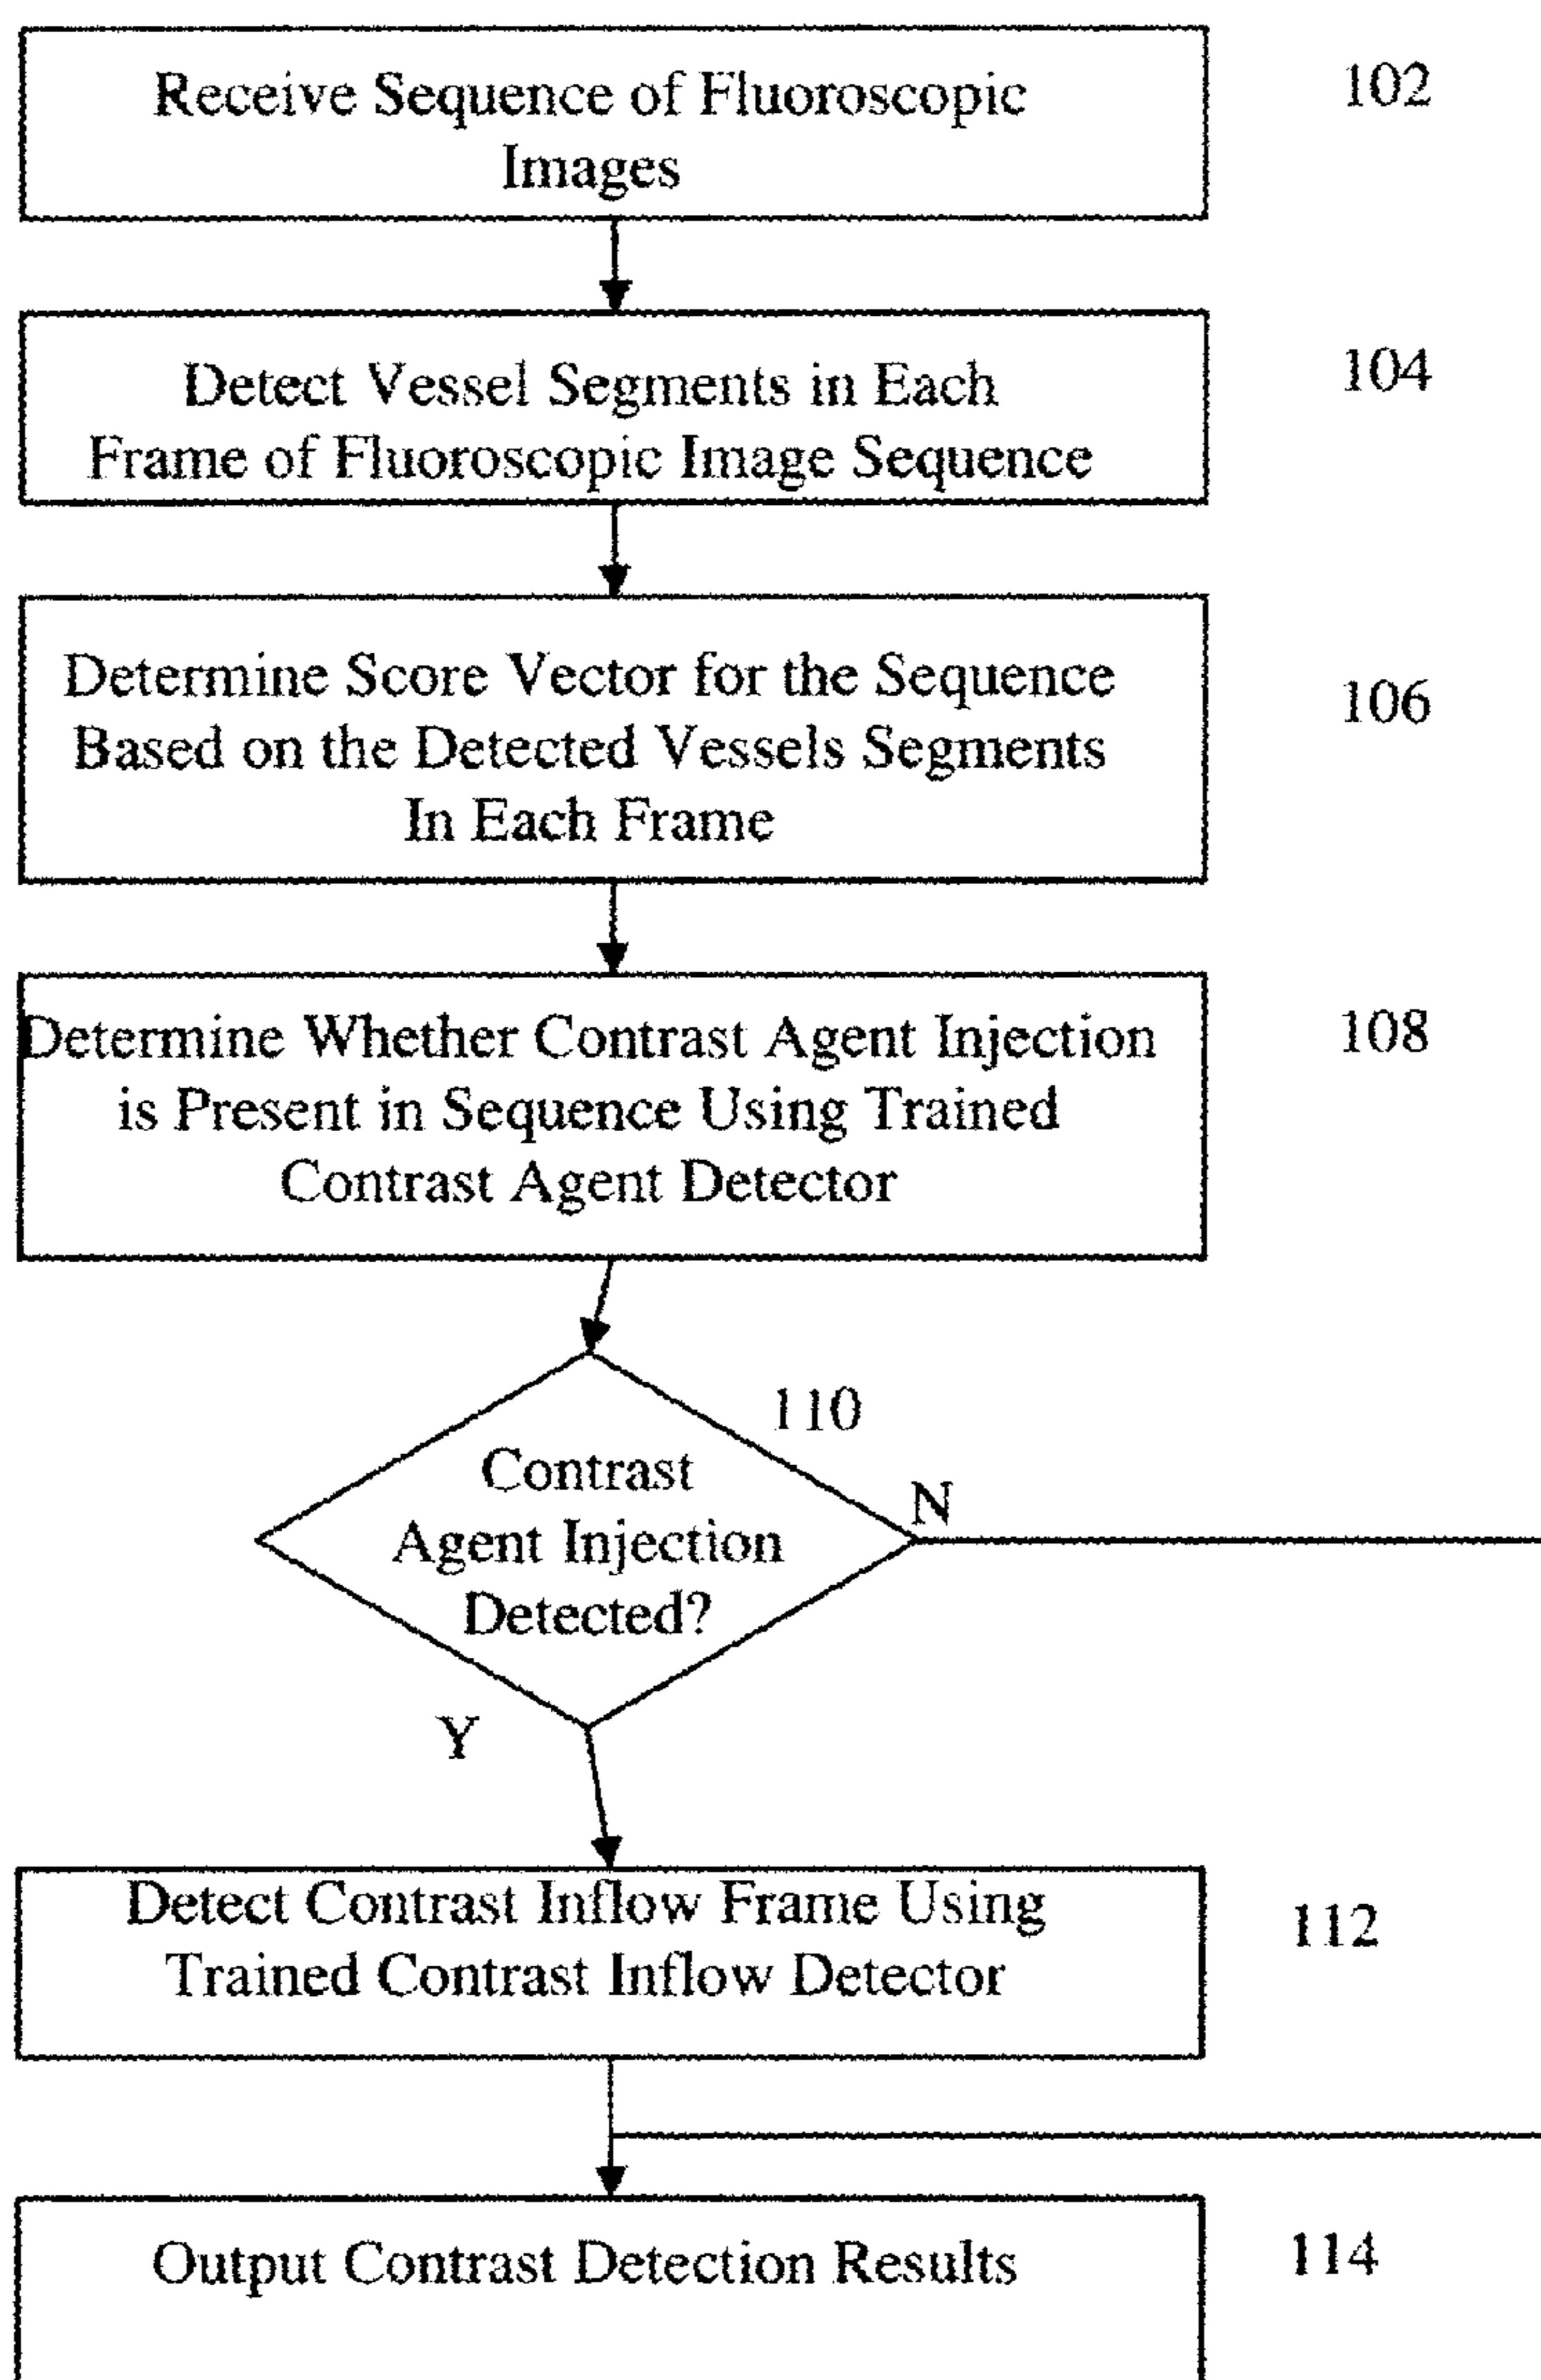 Receive Sequence of Fluoroscopic
Images
102
Detect Vessel Segments in Each
Frame of Fluoroscopic Image Sequence
104
Determine Score Vector for the Sequence
Based on the Detected Vessels Segments
In Each Frame
106
Determine Whether Contrast Agent Injection
is Present in Sequence Using Trained
Contrast Agent Detector
108
110
Contrast
Agent Injection
Detected?
N
Y
Detect Contrast Inflow Frame Using
Trained Contrast Inflow Detector
112
Output Contrast Detection Results
114